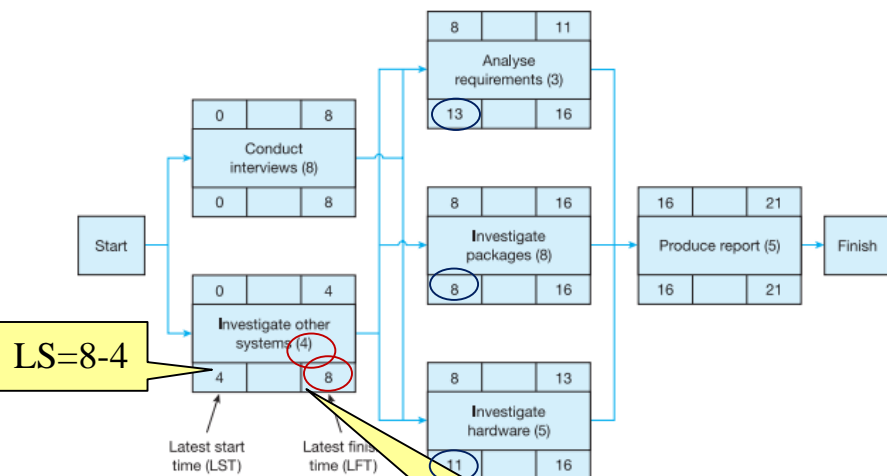 8 11
Analyse
requirements (3)
13 16
0 8
Conduct
interviews (8)
0 8
8 16
Investigate
packages (8)
8 16
16 21
Produce report (5)
16 21
Start
Finish
0 4
Investigate other
systems (4)
4 8
LS=8-4
8 13
Investigate
hardware (5)
11 16
Latest start
time (LST)
Latest
time (LFT)